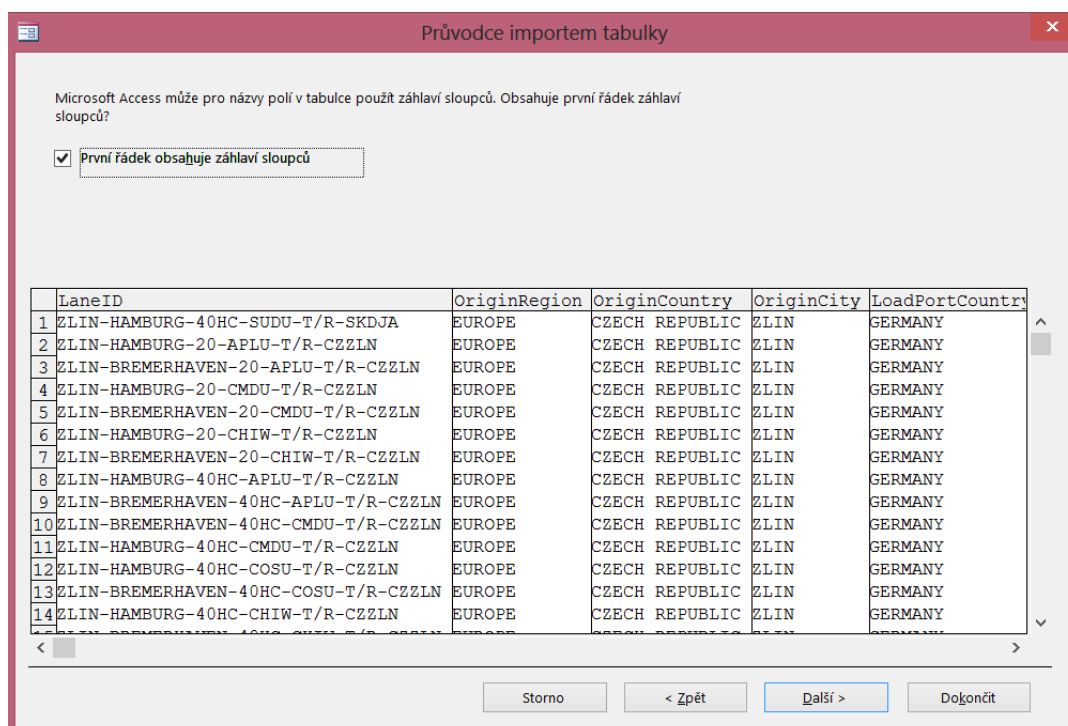 Průvodce importem tabulky
Microsoft Access může pro názvy polí v tabulce použít záhlaví sloupců. Obsahuje první řádek záhlaví
sloupců?
První řádek obsahuje záhlaví sloupců
LaneID OriginRegion OriginCountry OriginCity LoadPortCountry
1 ZLIN-HAMBURG-40HC-SUDU-T/R-SKDJA EUROPE CZECH REPUBLIC ZLIN GERMANY
2 ZLIN-HAMBURG-20-APLU-T/R-CZZLN EUROPE CZECH REPUBLIC ZLIN GERMANY
3 ZLIN-BREMERHAVEN-20-APLU-T/R-CZZLN EUROPE CZECH REPUBLIC ZLIN GERMANY
4 ZLIN-HAMBURG-20-CMDU-T/R-CZZLN EUROPE CZECH REPUBLIC ZLIN GERMANY
5 ZLIN-BREMERHAVEN-20-CMDU-T/R-CZZLN EUROPE CZECH REPUBLIC ZLIN GERMANY
6 ZLIN-HAMBURG-20-CHIW-T/R-CZZLN EUROPE CZECH REPUBLIC ZLIN GERMANY
7 ZLIN-BREMERHAVEN-20-CHIW-T/R-CZZLN EUROPE CZECH REPUBLIC ZLIN GERMANY
8 ZLIN-HAMBURG-40HC-APLU-T/R-CZZLN EUROPE CZECH REPUBLIC ZLIN GERMANY
9 ZLIN-BREMERHAVEN-40HC-APLU-T/R-CZZLN EUROPE CZECH REPUBLIC ZLIN GERMANY
10 ZLIN-BREMERHAVEN-40HC-CMDU-T/R-CZZLN EUROPE CZECH REPUBLIC ZLIN GERMANY
11 ZLIN-HAMBURG-40HC-CMDU-T/R-CZZLN EUROPE CZECH REPUBLIC ZLIN GERMANY
12 ZLIN-HAMBURG-40HC-COSU-T/R-CZZLN EUROPE CZECH REPUBLIC ZLIN GERMANY
13 ZLIN-BREMERHAVEN-40HC-COSU-T/R-CZZLN EUROPE CZECH REPUBLIC ZLIN GERMANY
14 ZLIN-HAMBURG-40HC-CHIW-T/R-CZZLN EUROPE CZECH REPUBLIC ZLIN GERMANY
Storno < Zpět Další > Dokončit